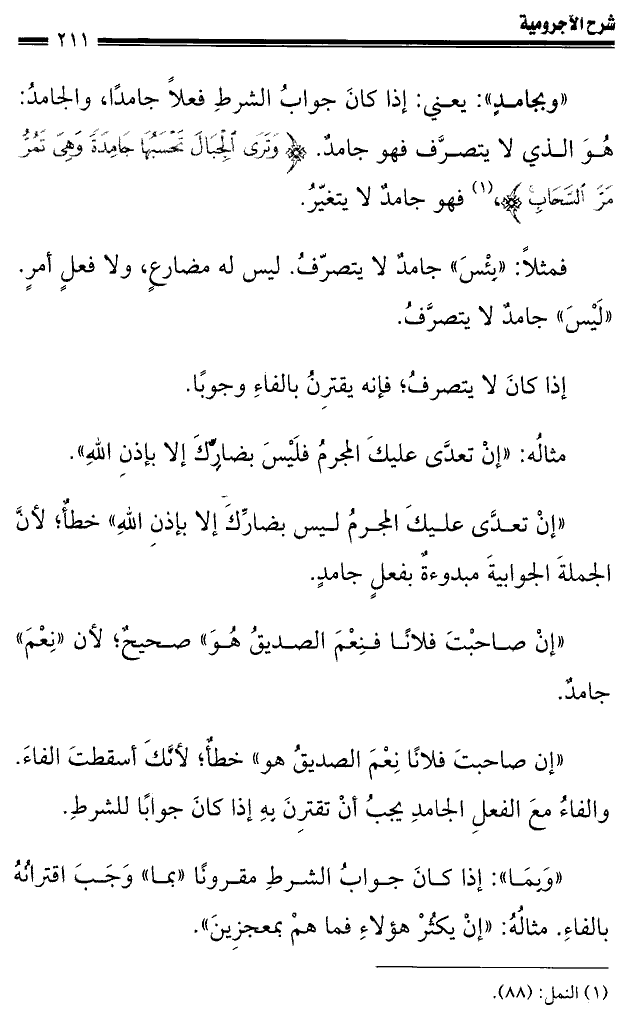 شرح الآجرومية
٢١١
«وبجامدٍ»: يعني: إذا كانَ جوابُ الشرطِ فعلاً جامدًا، والجامدُ:
هُوَ الذي لا يتصرَّف فهو جامدٌ. ﴿ وَتَرَى ٱلْجِبَالَ تَحْسَبُهَا جَامِدَةً وَهِىَ تَمُرُّ
مَرَّ ٱلسَّحَابِ ﴾،(١) فهو جامدٌ لا يتغيّرُ.
فمثلاً: «بِئْسَ» جامدٌ لا يتصرّفُ. ليس له مضارعٍ، ولا فعلِ أمرٍ.
«لَيْسَ» جامدٌ لا يتصرَّفُ.
إذا كانَ لا يتصرفُ؛ فإنه يقترنُ بالفاءِ وجوبًا.
مثالُه: «إنْ تعدَّى عليكَ المجرمُ فلَيْسَ بضارِّكَ إلا بإذنِ اللهِ».
«إنْ تعدَّى عليكَ المجرمُ ليس بضارِّكَ إلا بإذنِ اللهِ» خطأٌ؛ لأنَّ
الجملةَ الجوابيةَ مبدوءةٌ بفعلٍ جامدٍ.
«إنْ صاحبْتَ فلانًا فنِعْمَ الصديقُ هُوَ» صحيحٌ؛ لأن «نِعْمَ»
جامدٌ.
«إن صاحبتَ فلانًا نِعْمَ الصديقُ هو» خطأٌ؛ لأنَّكَ أسقطتَ الفاءَ.
والفاءُ معَ الفعلِ الجامدِ يجبُ أنْ تقترنَ بهِ إذا كانَ جوابًا للشرطِ.
«وَبِمَا»: إذا كانَ جوابُ الشرطِ مقرونًا «بما» وَجَبَ اقترانُهُ
بالفاءِ. مثالُهُ: «إنْ يكثُرْ هؤلاءِ فما همْ بمعجزينَ».
(١) النمل: (٨٨).